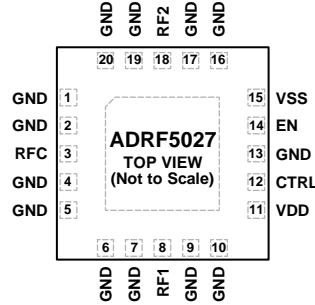 GND GND RF2 GND GND
20 19 18 17 16
GND 1
GND 2
RFC 3
GND 4
GND 5
ADRF5027
TOP VIEW
(Not to Scale)
15 VSS
14 EN
13 GND
12 CTRL
11 VDD
6 7 8 9 10
GND GND RF1 GND GND